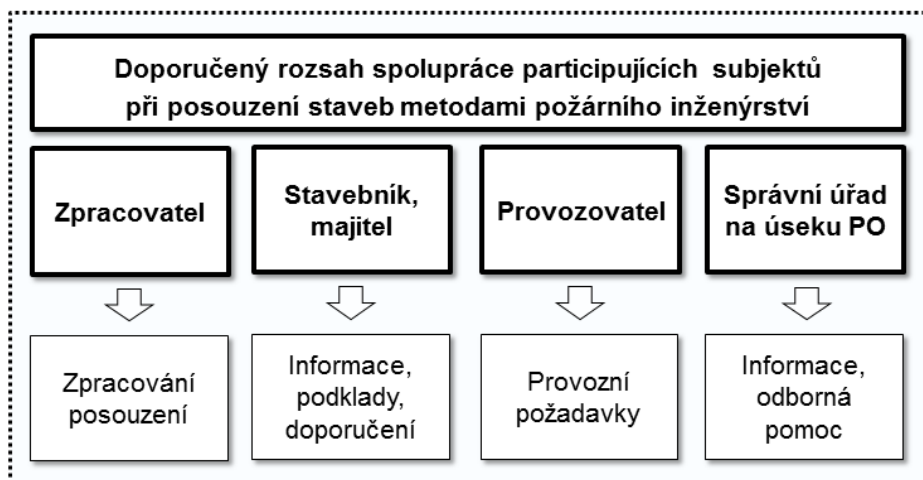 Doporučený rozsah spolupráce participujících subjektů
při posouzení staveb metodami požárního inženýrství
Zpracovatel
Stavebník,
majitel
Provozovatel
Správní úřad
na úseku PO
Zpracování
posouzení
Informace,
podklady,
doporučení
Provozní
požadavky
Informace,
odborná
pomoc